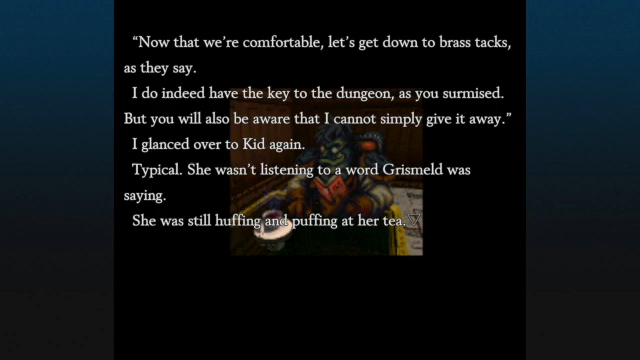 “Now that we’re comfortable, let’s get down to brass tacks,
as they say.
I do indeed have the key to the dungeon, as you surmised.
But you will also be aware that I cannot simply give it away.”
I glanced over to Kid again.
Typical. She wasn’t listening to a word Grismeld was
saying.
She was still huffing and puffing at her tea.